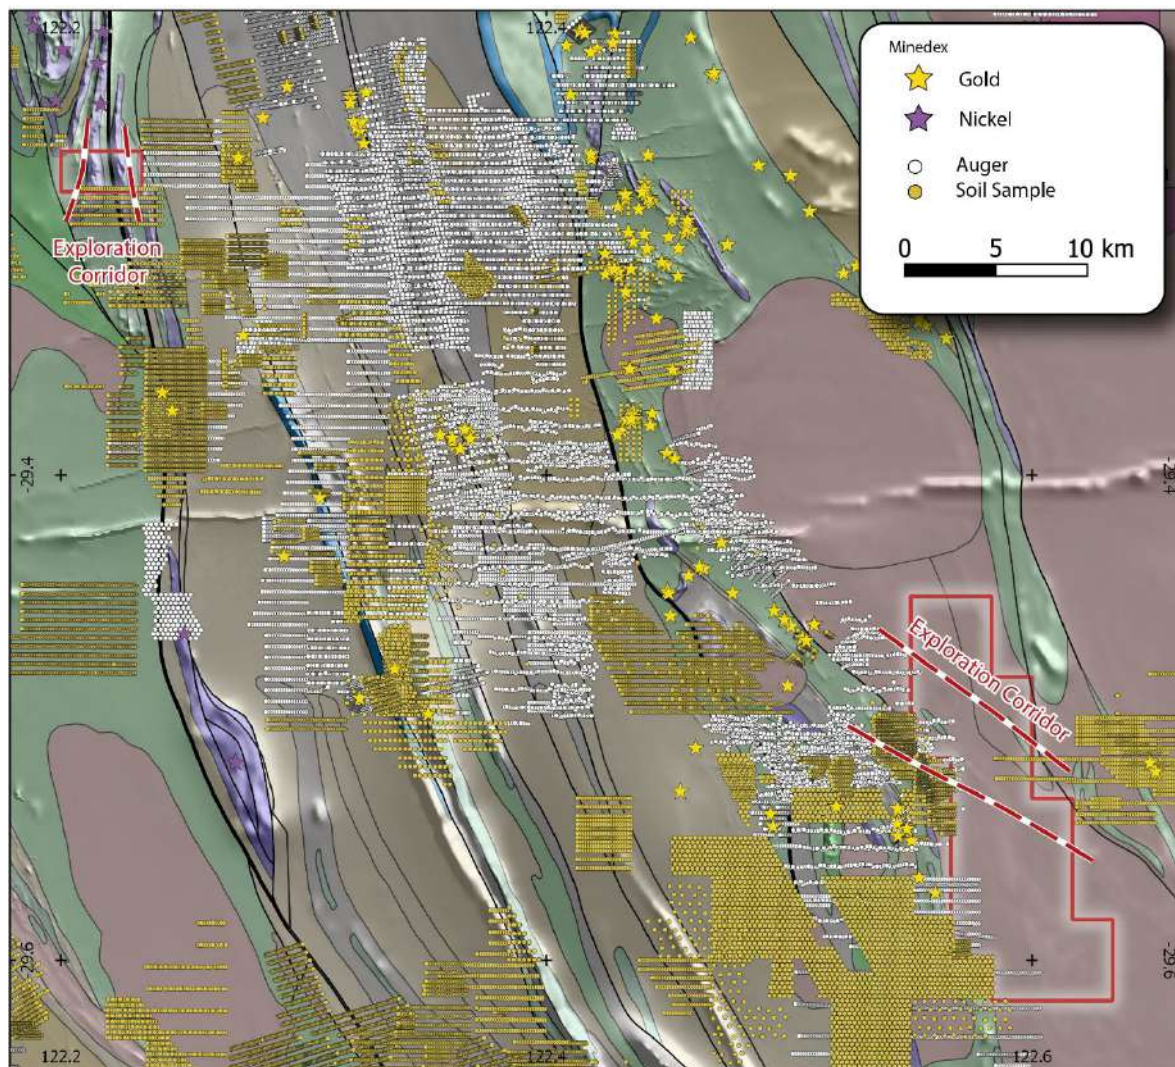 122.2
122.4
Minedex
Gold
Nickel
Auger
Soil Sample
0 5 10 km
Exploration
Corridor
-29.4
-29.4
Exploration Corridor
-29.6
-29.6
122.2
122.4
122.6